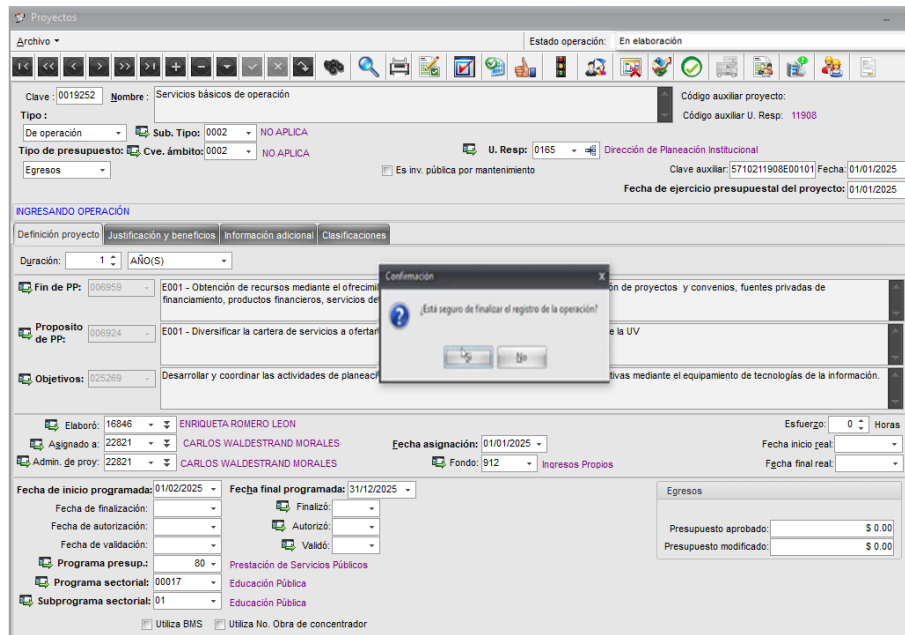 Proyectos
Archivo
Estado operación: En elaboración
Clave : 0019252 Nombre : Servicios básicos de operación
Código auxiliar proyecto:
Código auxiliar U. Resp: 11908
Tipo :
De operación Sub. Tipo: 0002 NO APLICA
Tipo de presupuesto: Cve. ámbito: 0002 NO APLICA
U. Resp: 0165 Dirección de Planeación Institucional
Egresos
Es inv. pública por mantenimiento
Clave auxiliar: 5710211908E00101 Fecha: 01/01/2025
Fecha de ejercicio presupuestal del proyecto: 01/01/2025
INGRESANDO OPERACIÓN
Definición proyecto Justificación y beneficios Información adicional Clasificaciones
Duración: 1 AÑO(S)
Confirmación X
¿Está seguro de finalizar el registro de la operación?
No
Fin de PP: 006959 E001 - Obtención de recursos mediante el ofrecimi ón de proyectos y convenios, fuentes privadas de
financiamiento, productos financieros, servicios de
Proposito
de PP: 006924 E001 - Diversificar la cartera de servicios a ofertar e la UV
Objetivos: 025269 Desarrollar y coordinar las actividades de planeaci tivas mediante el equipamiento de tecnologías de la información.
Elaboró: 16846 ENRIQUETA ROMERO LEON
Esfuerzo: 0 Horas
Asignado a: 22821 CARLOS WALDESTRAND MORALES Fecha asignación: 01/01/2025
Fecha inicio real:
Admin. de proy: 22821 CARLOS WALDESTRAND MORALES Fondo: 912 Ingresos Propios
Fecha final real:
Fecha de inicio programada: 01/02/2025 Fecha final programada: 31/12/2025
Egresos
Fecha de finalización: Finalizó:
Fecha de autorización: Autorizó:
Presupuesto aprobado: $ 0.00
Fecha de validación: Validó:
Presupuesto modificado: $ 0.00
Programa presup.: 80 Prestación de Servicios Públicos
Programa sectorial: 00017 Educación Pública
Subprograma sectorial: 01 Educación Pública
Utiliza BMS Utiliza No. Obra de concentrador